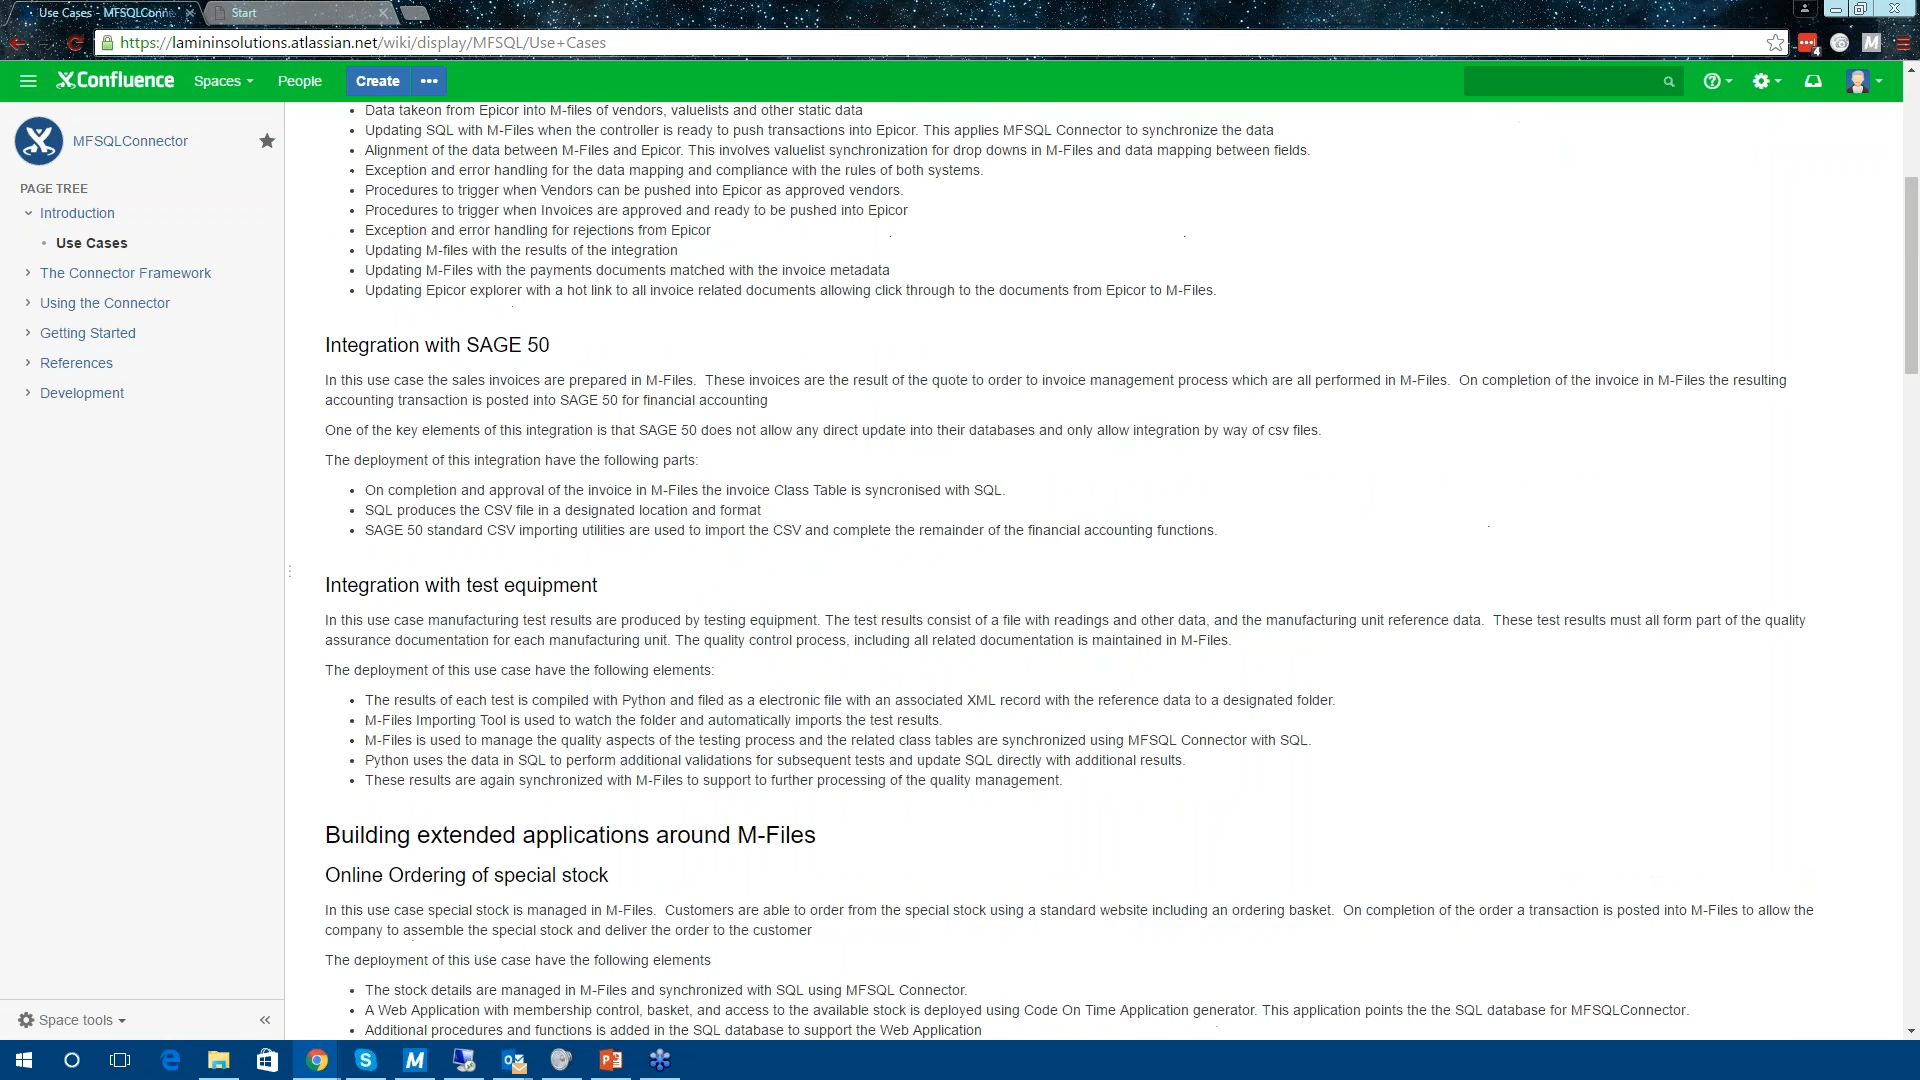 Use Cases - MFSQLConne
Start
https://lamininsolutions.atlassian.net/wiki/display/MFSQL/Use+Cases
4
Confluence
Spaces
People
Create
MFSQLConnector
PAGE TREE
Introduction
Use Cases
The Connector Framework
Using the Connector
Getting Started
References
Development
Space tools
Data takeon from Epicor into M-files of vendors, valuelists and other static data
Updating SQL with M-Files when the controller is ready to push transactions into Epicor. This applies MFSQL Connector to synchronize the data
Alignment of the data between M-Files and Epicor. This involves valuelist synchronization for drop downs in M-Files and data mapping between fields.
Exception and error handling for the data mapping and compliance with the rules of both systems.
Procedures to trigger when Vendors can be pushed into Epicor as approved vendors.
Procedures to trigger when Invoices are approved and ready to be pushed into Epicor
Exception and error handling for rejections from Epicor
Updating M-files with the results of the integration
Updating M-Files with the payments documents matched with the invoice metadata
Updating Epicor explorer with a hot link to all invoice related documents allowing click through to the documents from Epicor to M-Files.
Integration with SAGE 50
In this use case the sales invoices are prepared in M-Files. These invoices are the result of the quote to order to invoice management process which are all performed in M-Files. On completion of the invoice in M-Files the resulting
accounting transaction is posted into SAGE 50 for financial accounting
One of the key elements of this integration is that SAGE 50 does not allow any direct update into their databases and only allow integration by way of csv files.
The deployment of this integration have the following parts:
On completion and approval of the invoice in M-Files the invoice Class Table is syncronised with SQL.
SQL produces the CSV file in a designated location and format
SAGE 50 standard CSV importing utilities are used to import the CSV and complete the remainder of the financial accounting functions.
Integration with test equipment
In this use case manufacturing test results are produced by testing equipment. The test results consist of a file with readings and other data, and the manufacturing unit reference data. These test results must all form part of the quality
assurance documentation for each manufacturing unit. The quality control process, including all related documentation is maintained in M-Files.
The deployment of this use case have the following elements:
The results of each test is compiled with Python and filed as a electronic file with an associated XML record with the reference data to a designated folder.
M-Files Importing Tool is used to watch the folder and automatically imports the test results.
M-Files is used to manage the quality aspects of the testing process and the related class tables are synchronized using MFSQL Connector with SQL.
Python uses the data in SQL to perform additional validations for subsequent tests and update SQL directly with additional results.
These results are again synchronized with M-Files to support to further processing of the quality management.
Building extended applications around M-Files
Online Ordering of special stock
In this use case special stock is managed in M-Files. Customers are able to order from the special stock using a standard website including an ordering basket. On completion of the order a transaction is posted into M-Files to allow the
company to assemble the special stock and deliver the order to the customer
The deployment of this use case have the following elements
The stock details are managed in M-Files and synchronized with SQL using MFSQL Connector.
A Web Application with membership control, basket, and access to the available stock is deployed using Code On Time Application generator. This application points the the SQL database for MFSQLConnector.
Additional procedures and functions is added in the SQL database to support the Web Application